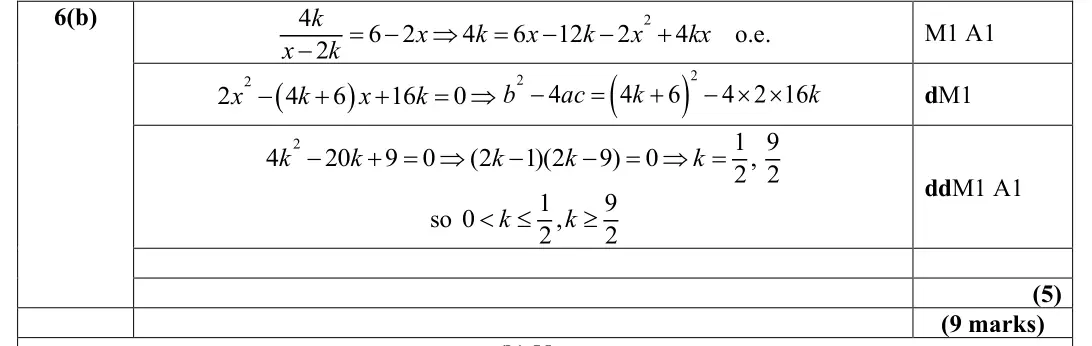 6(b)
4k/(x−2k) = 6−2x ⇒ 4k = 6x−12k−2x²+4kx o.e. M1 A1
2x²−(4k+6)x+16k = 0 ⇒ b²−4ac = (4k+6)²−4×2×16k dM1
4k²−20k+9 = 0 ⇒ (2k−1)(2k−9) = 0 ⇒ k = 1/2, 9/2
so 0 < k ≤ 1/2, k ≥ 9/2 ddM1 A1
(5)
(9 marks)